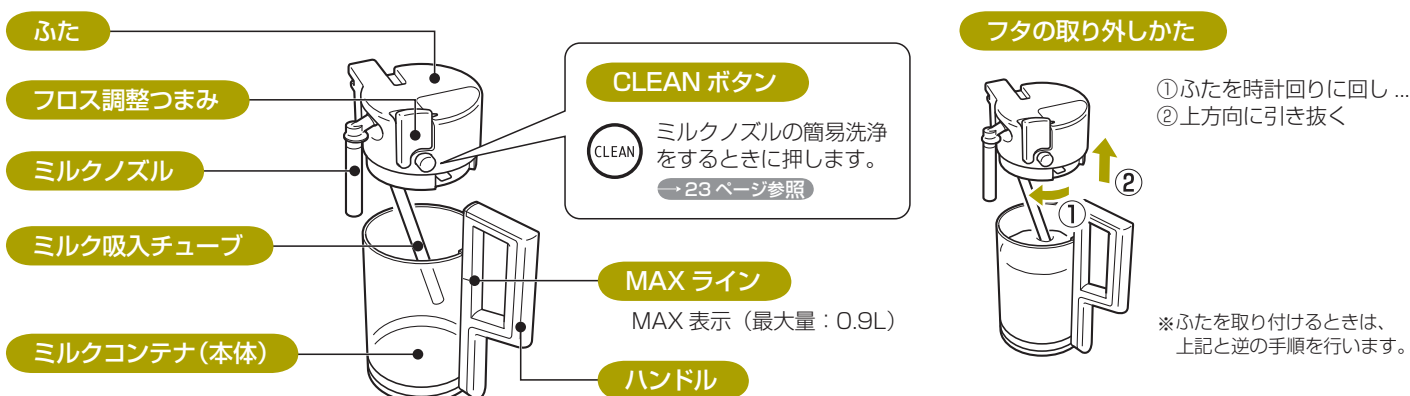 ふた
フロス調整つまみ
ミルクノズル
ミルク吸入チューブ
ミルクコンテナ(本体)
CLEAN ボタン
CLEAN
ミルクノズルの簡易洗浄
をするときに押します。
→ 23 ページ参照
MAX ライン
MAX 表示(最大量:0.9L)
ハンドル
フタの取り外しかた
①ふたを時計回りに回し ...
②上方向に引き抜く
②
①
※ふたを取り付けるときは、
上記と逆の手順を行います。